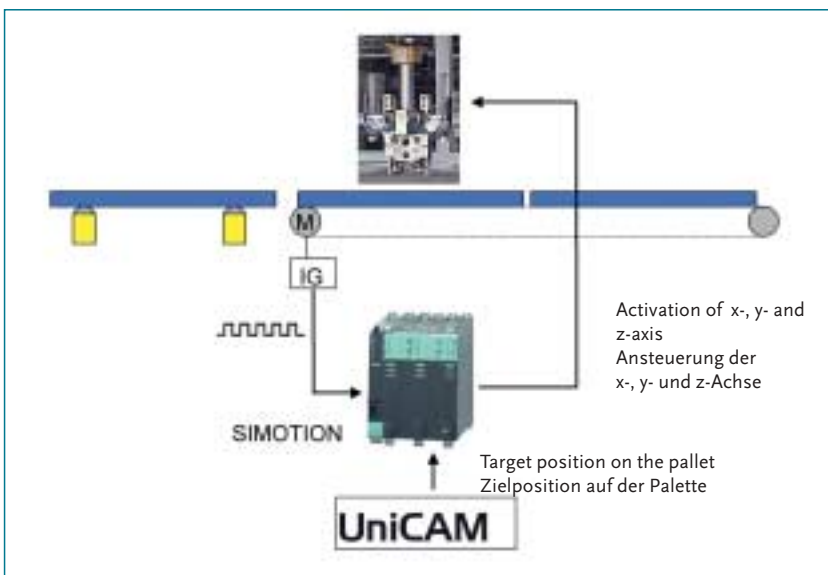 M
IG
Activation of x-, y- and
z-axis
Ansteuerung der
x-, y- und z-Achse
SIMOTION
Target position on the pallet
Zielposition auf der Palette
UniCAM